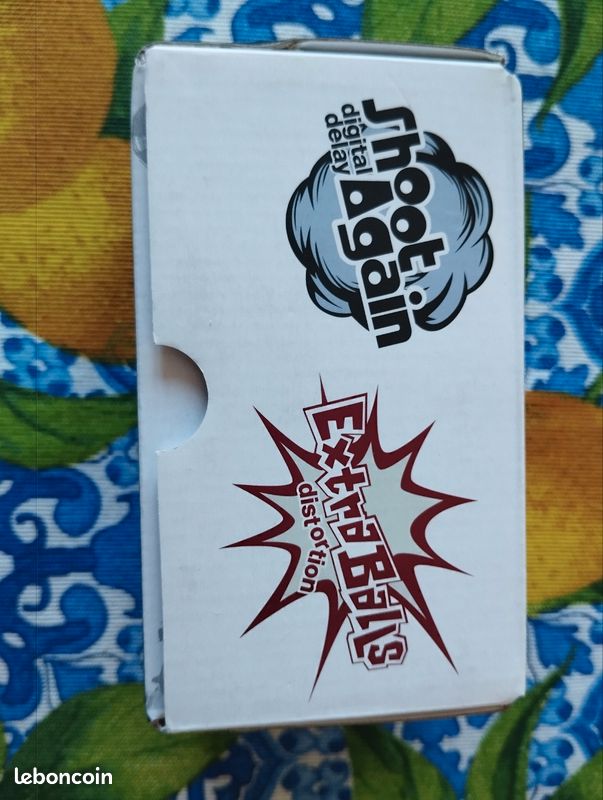 Shoot
Again
digital
delay
Extra Balls
distortion
leboncoin